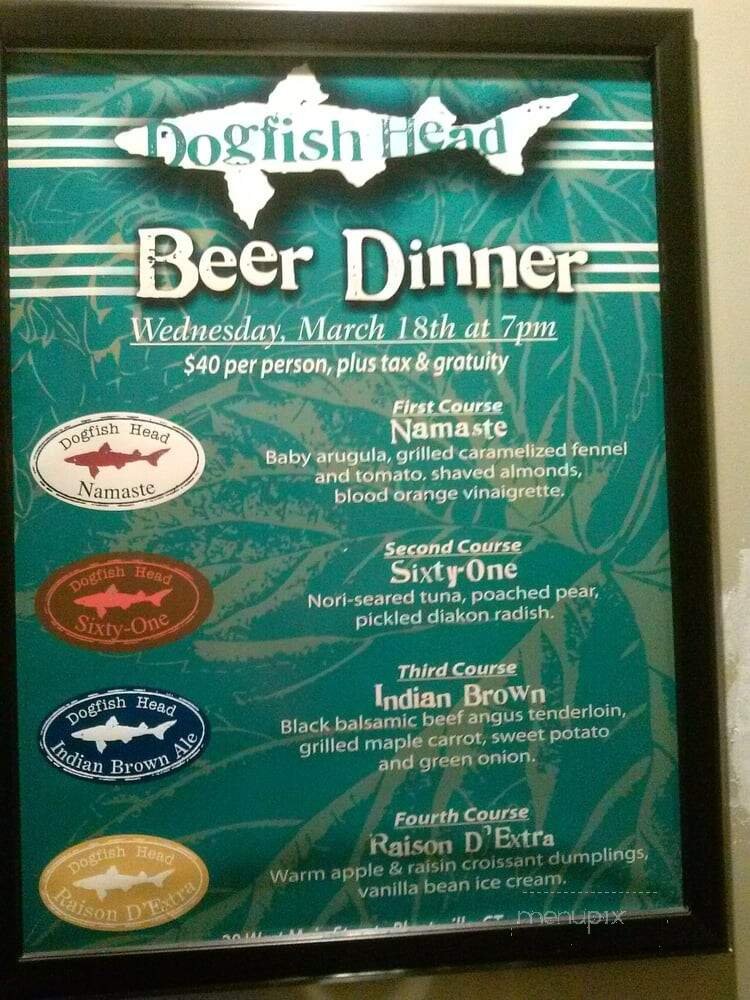 Dogfish Head
Beer Dinner
Wednesday, March 18th at 7pm
$40 per person, plus tax & gratuity
First Course
Namaste
Baby arugula, grilled caramelized fennel
and tomato. shaved almonds,
blood orange vinaigrette.
Dogfish Head
Namaste
Second Course
Sixty-One
Nori-seared tuna, poached pear,
pickled diakon radish.
Dogfish Head
Sixty-One
Third Course
Indian Brown
Black balsamic beef angus tenderloin,
grilled maple carrot, sweet potato
and green onion.
Dogfish Head
Indian Brown Ale
Fourth Course
Raison D'Extra
Warm apple & raisin croissant dumplings,
vanilla bean ice cream.
Dogfish Head
Raison D'Extra
menupix